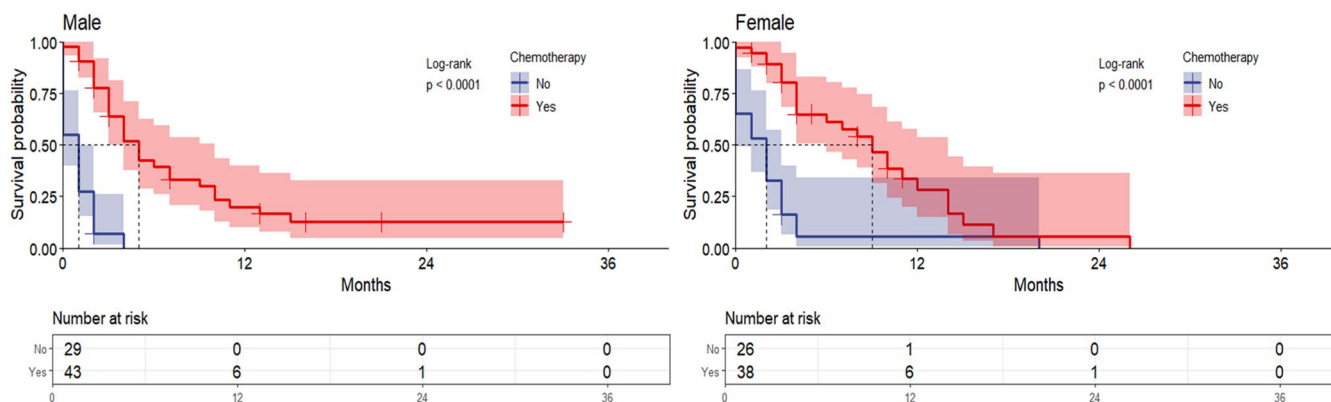 Male
Survival probability
1.00
0.75
0.50
0.25
0.00
Log-rank
p < 0.0001
Chemotherapy
No
Yes
0 12 24 36
Months
Number at risk
No 29 0 0 0
Yes 43 6 1 0
0 12 24 36
Female
Survival probability
1.00
0.75
0.50
0.25
0.00
Log-rank
p < 0.0001
Chemotherapy
No
Yes
0 12 24 36
Months
Number at risk
No 26 1 0 0
Yes 38 6 1 0
0 12 24 36